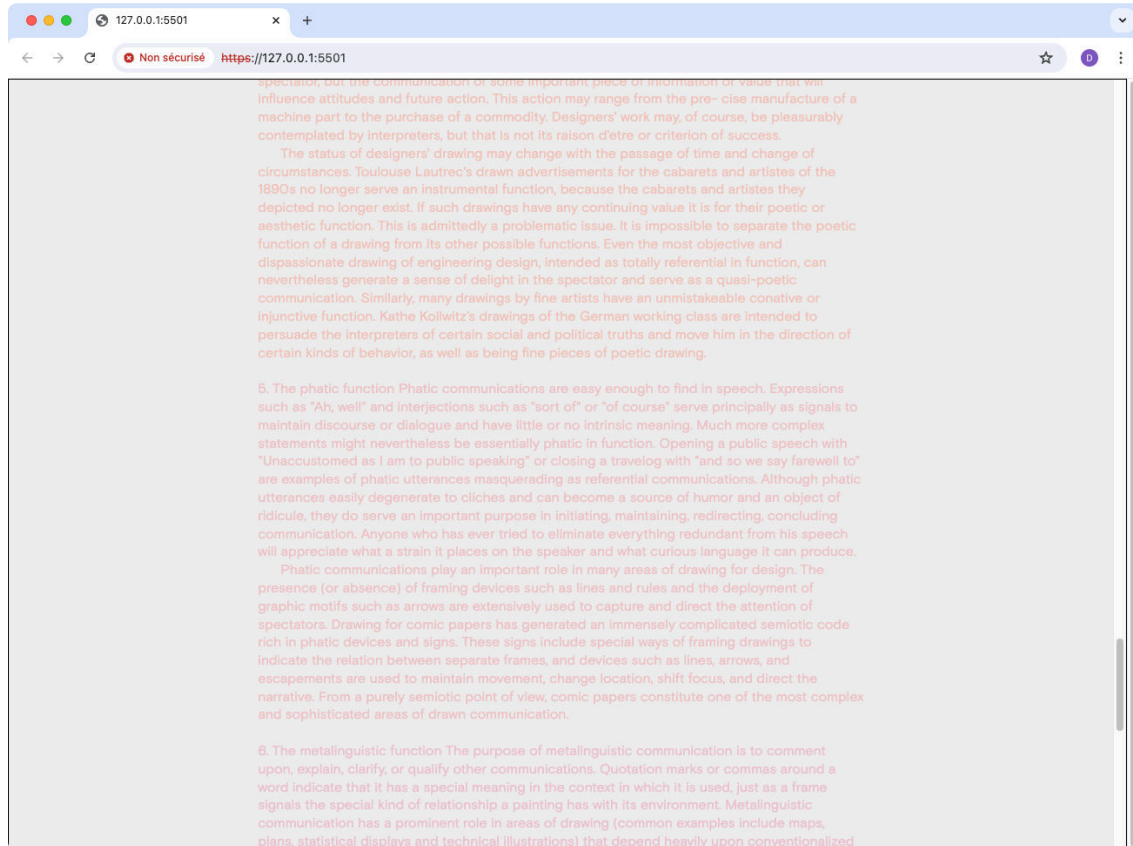 127.0.0.1:5501
Non sécurisé https://127.0.0.1:5501
D
spectator, but the communication of some important piece of information or value that will
influence attitudes and future action. This action may range from the pre- cise manufacture of a
machine part to the purchase of a commodity. Designers' work may, of course, be pleasurably
contemplated by interpreters, but that is not its raison d'etre or criterion of success.
The status of designers' drawing may change with the passage of time and change of
circumstances. Toulouse Lautrec's drawn advertisements for the cabarets and artistes of the
1890s no longer serve an instrumental function, because the cabarets and artistes they
depicted no longer exist. If such drawings have any continuing value it is for their poetic or
aesthetic function. This is admittedly a problematic issue. It is impossible to separate the poetic
function of a drawing from its other possible functions. Even the most objective and
dispassionate drawing of engineering design, intended as totally referential in function, can
nevertheless generate a sense of delight in the spectator and serve as a quasi-poetic
communication. Similarly, many drawings by fine artists have an unmistakeable conative or
injunctive function. Kathe Kollwitz's drawings of the German working class are intended to
persuade the interpreters of certain social and political truths and move him in the direction of
certain kinds of behavior, as well as being fine pieces of poetic drawing.
5. The phatic function Phatic communications are easy enough to find in speech. Expressions
such as "Ah, well" and interjections such as "sort of" or "of course" serve principally as signals to
maintain discourse or dialogue and have little or no intrinsic meaning. Much more complex
statements might nevertheless be essentially phatic in function. Opening a public speech with
"Unaccustomed as I am to public speaking" or closing a travelog with "and so we say farewell to"
are examples of phatic utterances masquerading as referential communications. Although phatic
utterances easily degenerate to cliches and can become a source of humor and an object of
ridicule, they do serve an important purpose in initiating, maintaining, redirecting, concluding
communication. Anyone who has ever tried to eliminate everything redundant from his speech
will appreciate what a strain it places on the speaker and what curious language it can produce.
Phatic communications play an important role in many areas of drawing for design. The
presence (or absence) of framing devices such as lines and rules and the deployment of
graphic motifs such as arrows are extensively used to capture and direct the attention of
spectators. Drawing for comic papers has generated an immensely complicated semiotic code
rich in phatic devices and signs. These signs include special ways of framing drawings to
indicate the relation between separate frames, and devices such as lines, arrows, and
escapements are used to maintain movement, change location, shift focus, and direct the
narrative. From a purely semiotic point of view, comic papers constitute one of the most complex
and sophisticated areas of drawn communication.
6. The metalinguistic function The purpose of metalinguistic communication is to comment
upon, explain, clarify, or qualify other communications. Quotation marks or commas around a
word indicate that it has a special meaning in the context in which it is used, just as a frame
signals the special kind of relationship a painting has with its environment. Metalinguistic
communication has a prominent role in areas of drawing (common examples include maps,
plans, statistical displays and technical illustrations) that depend heavily upon conventionalized